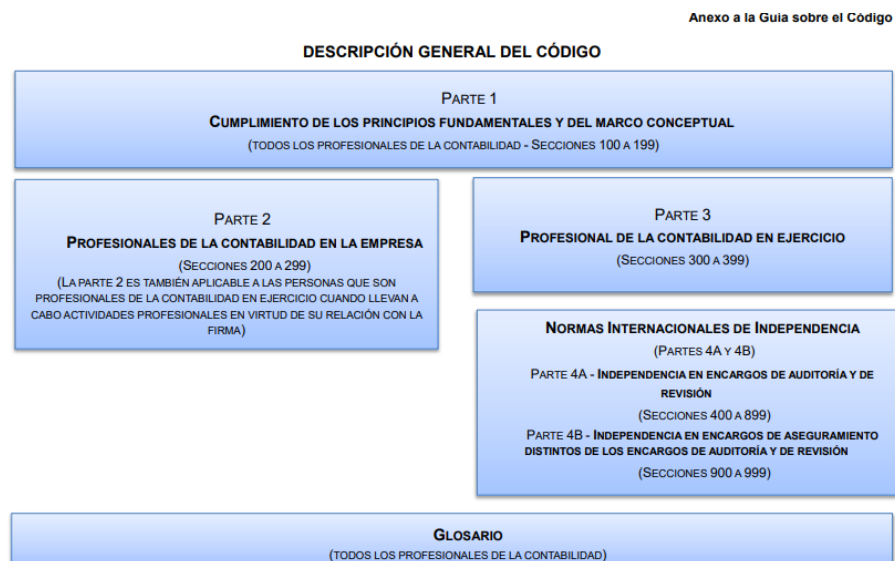 Anexo a la Guia sobre el Código
DESCRIPCIÓN GENERAL DEL CÓDIGO
PARTE 1
CUMPLIMIENTO DE LOS PRINCIPIOS FUNDAMENTALES Y DEL MARCO CONCEPTUAL
(TODOS LOS PROFESIONALES DE LA CONTABILIDAD - SECCIONES 100 A 199)
PARTE 2
PROFESIONALES DE LA CONTABILIDAD EN LA EMPRESA
(SECCIONES 200 A 299)
(LA PARTE 2 ES TAMBIÉN APLICABLE A LAS PERSONAS QUE SON
PROFESIONALES DE LA CONTABILIDAD EN EJERCICIO CUANDO LLEVAN A
CABO ACTIVIDADES PROFESIONALES EN VIRTUD DE SU RELACIÓN CON LA
FIRMA)
PARTE 3
PROFESIONAL DE LA CONTABILIDAD EN EJERCICIO
(SECCIONES 300 A 399)
NORMAS INTERNACIONALES DE INDEPENDENCIA
(PARTES 4A Y 4B)
PARTE 4A - INDEPENDENCIA EN ENCARGOS DE AUDITORÍA Y DE
REVISIÓN
(SECCIONES 400 A 899)
PARTE 4B - INDEPENDENCIA EN ENCARGOS DE ASEGURAMIENTO
DISTINTOS DE LOS ENCARGOS DE AUDITORÍA Y DE REVISIÓN
(SECCIONES 900 A 999)
GLOSARIO
(TODOS LOS PROFESIONALES DE LA CONTABILIDAD)